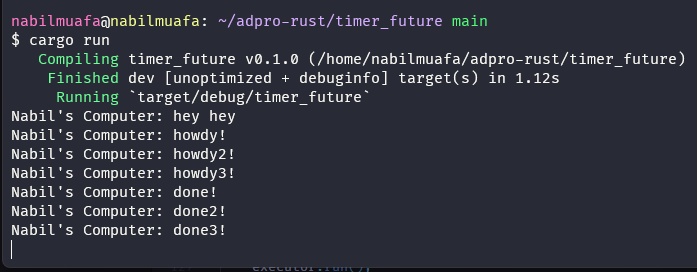 nabilmuafa@nabilmuafa: ~/adpro-rust/timer_future main
$ cargo run
   Compiling timer_future v0.1.0 (/home/nabilmuafa/adpro-rust/timer_future)
    Finished dev [unoptimized + debuginfo] target(s) in 1.12s
     Running `target/debug/timer_future`
Nabil's Computer: hey hey
Nabil's Computer: howdy!
Nabil's Computer: howdy2!
Nabil's Computer: howdy3!
Nabil's Computer: done!
Nabil's Computer: done2!
Nabil's Computer: done3!
executor.run();